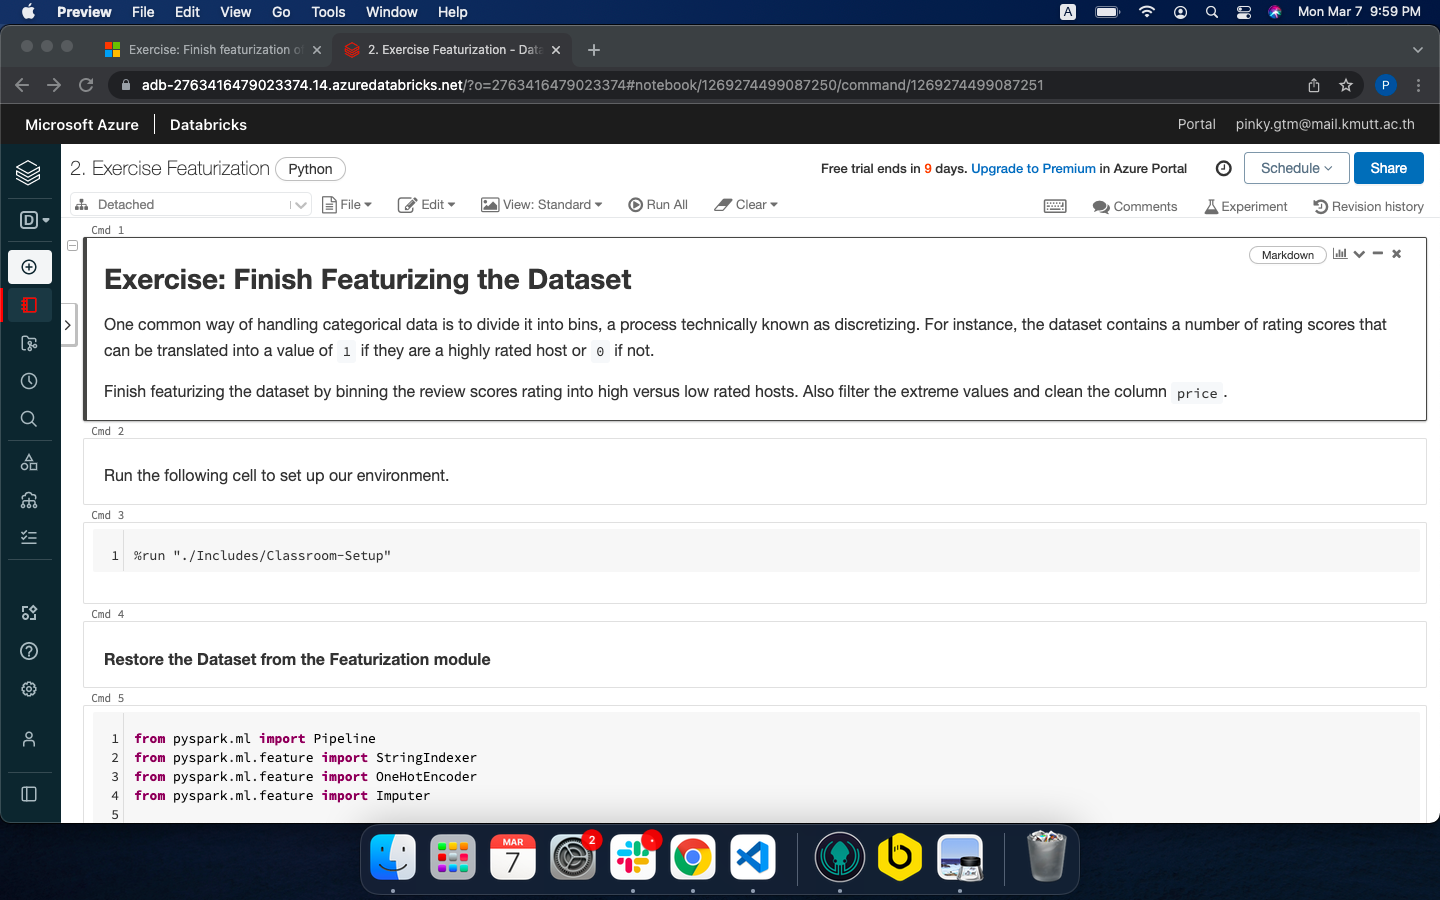 Preview File Edit View Go Tools Window Help
A
Mon Mar 7 9:59 PM
Exercise: Finish featurization o
2. Exercise Featurization - Data
adb-2763416479023374.14.azuredatabricks.net/?o=2763416479023374#notebook/1269274499087250/command/1269274499087251
P
Microsoft Azure Databricks
Portal pinky.gtm@mail.kmutt.ac.th
2. Exercise Featurization Python
Free trial ends in 9 days. Upgrade to Premium in Azure Portal
Schedule Share
D
Detached File Edit View: Standard Run All Clear
Comments Experiment Revision history
Cmd 1
Markdown
Exercise: Finish Featurizing the Dataset
One common way of handling categorical data is to divide it into bins, a process technically known as discretizing. For instance, the dataset contains a number of rating scores that
can be translated into a value of 1 if they are a highly rated host or 0 if not.
Finish featurizing the dataset by binning the review scores rating into high versus low rated hosts. Also filter the extreme values and clean the column price .
Cmd 2
Run the following cell to set up our environment.
Cmd 3
1 %run "./Includes/Classroom-Setup"
Cmd 4
Restore the Dataset from the Featurization module
Cmd 5
1 from pyspark.ml import Pipeline
2 from pyspark.ml.feature import StringIndexer
3 from pyspark.ml.feature import OneHotEncoder
4 from pyspark.ml.feature import Imputer
5
MAR
7
2